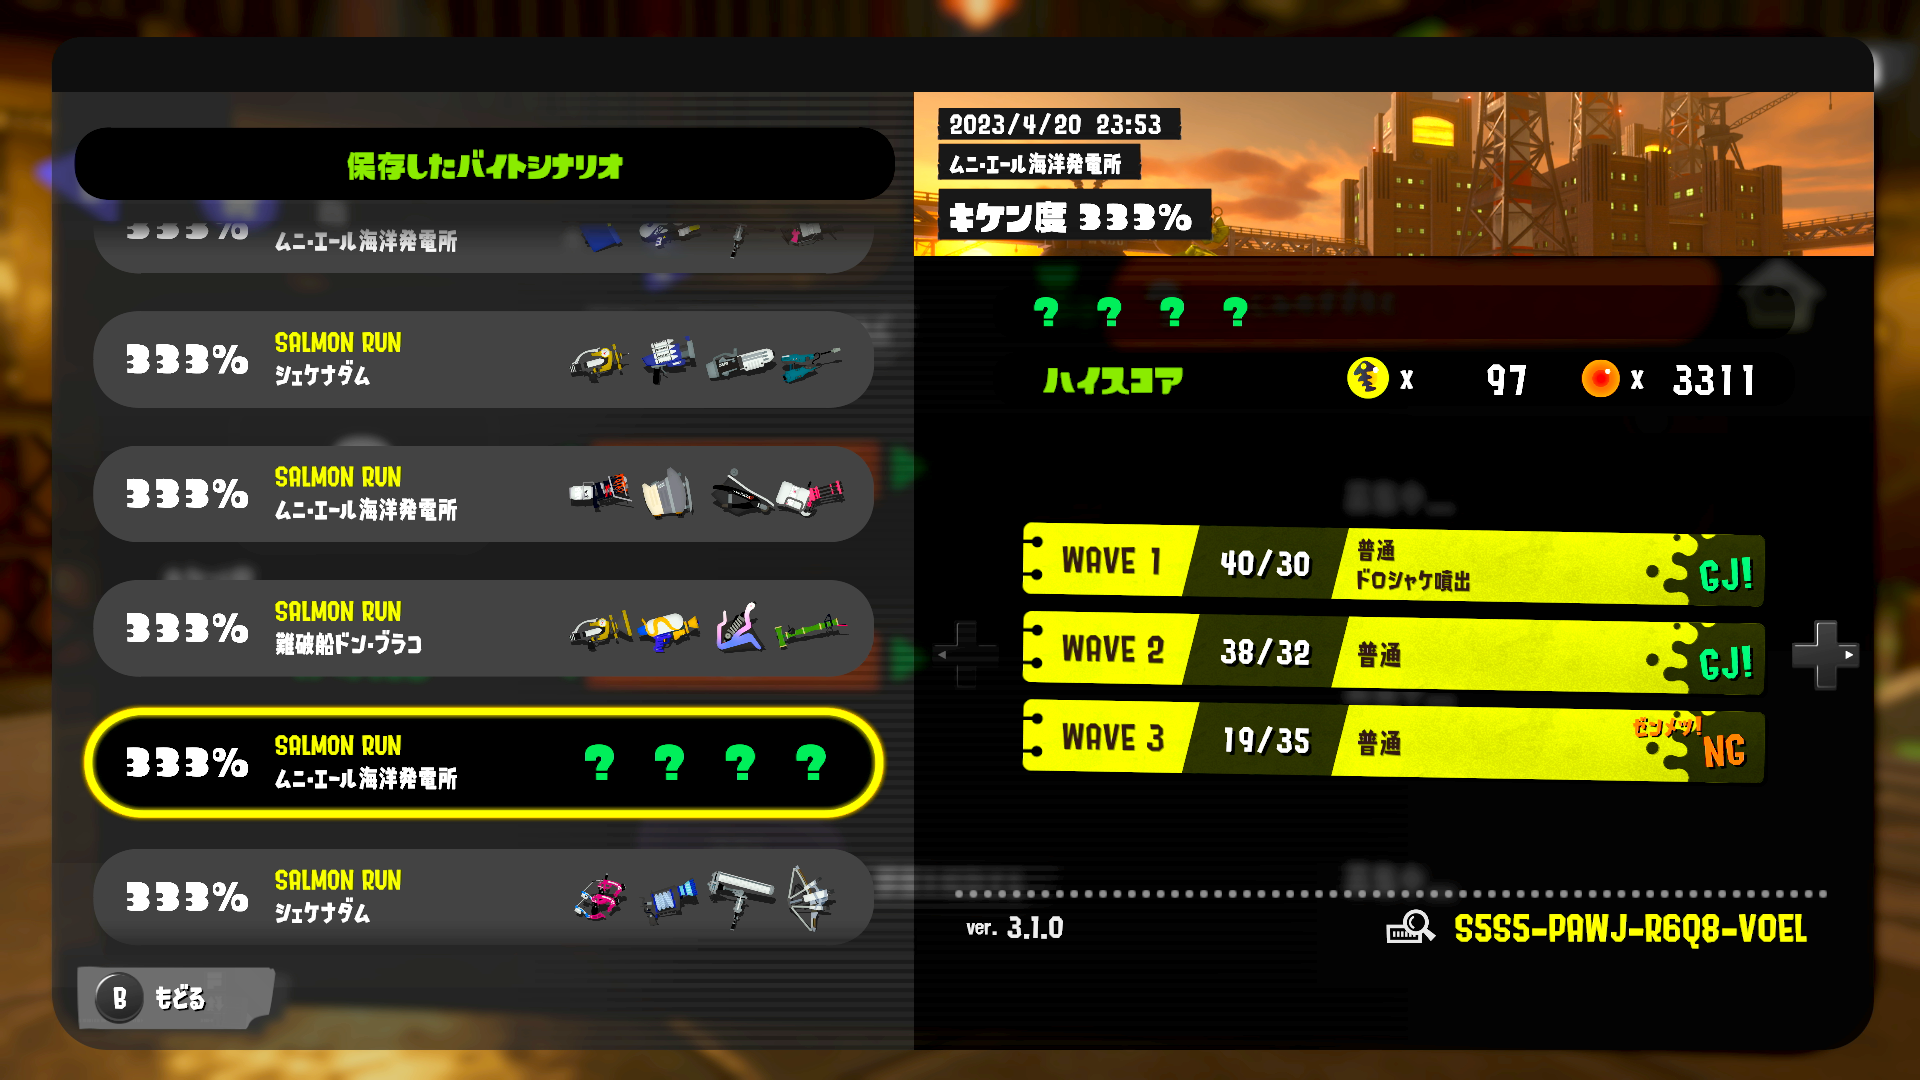 保存したバイトシナリオ
333%
ムニ・エール海洋発電所
333%
SALMON RUN
シェケナダム
333%
SALMON RUN
ムニ・エール海洋発電所
333%
SALMON RUN
難破船ドン・ブラコ
333%
SALMON RUN
ムニ・エール海洋発電所
? ? ? ?
333%
SALMON RUN
シェケナダム
B もどる
2023/4/20 23:53
ムニ・エール海洋発電所
キケン度 333%
? ? ? ?
ハイスコア x 97 x 3311
WAVE 1 40/30 普通
ドロシャケ噴出
GJ!
WAVE 2 38/32 普通 GJ!
WAVE 3 19/35 普通 ゼンメツ! NG
ver. 3.1.0
S5S5-PAWJ-R6Q8-V0EL